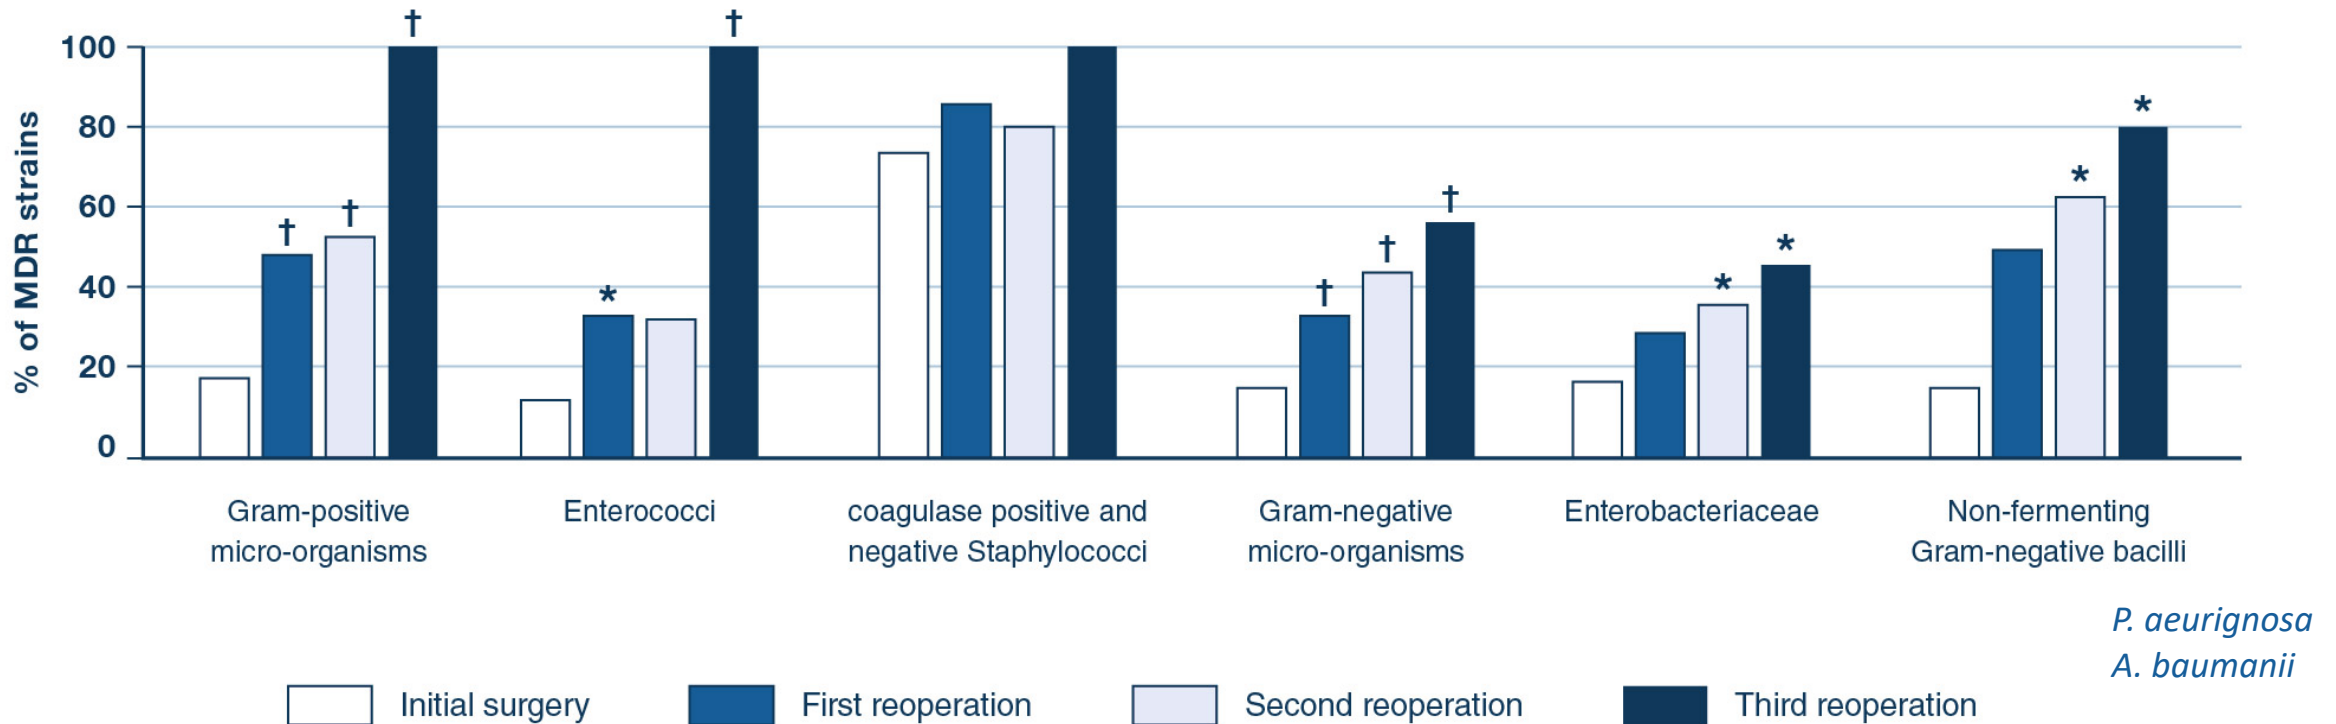 † †
100
80
60
40
20
0
% of MDR strains
† †
*
† † †
* *
* *
Gram-positive
micro-organisms
Enterococci
coagulase positive and
negative Staphylococci
Gram-negative
micro-organisms
Enterobacteriaceae
Non-fermenting
Gram-negative bacilli
P. aeurignosa
A. baumanii
Initial surgery
First reoperation
Second reoperation
Third reoperation